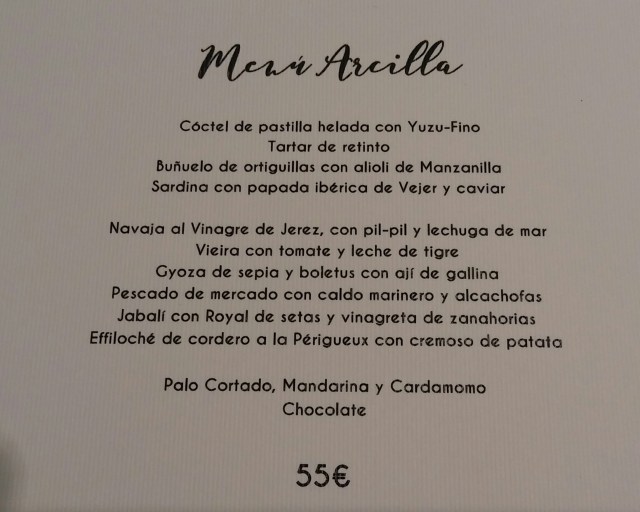 Menú Arcilla
Cóctel de pastilla helada con Yuzu-Fino
Tartar de retinto
Buñuelo de ortiguillas con alioli de Manzanilla
Sardina con papada ibérica de Vejer y caviar
Navaja al Vinagre de Jerez, con pil-pil y lechuga de mar
Vieira con tomate y leche de tigre
Gyoza de sepia y boletus con ají de gallina
Pescado de mercado con caldo marinero y alcachofas
Jabalí con Royal de setas y vinagreta de zanahorias
Effiloché de cordero a la Périgueux con cremoso de patata
Palo Cortado, Mandarina y Cardamomo
Chocolate
55€